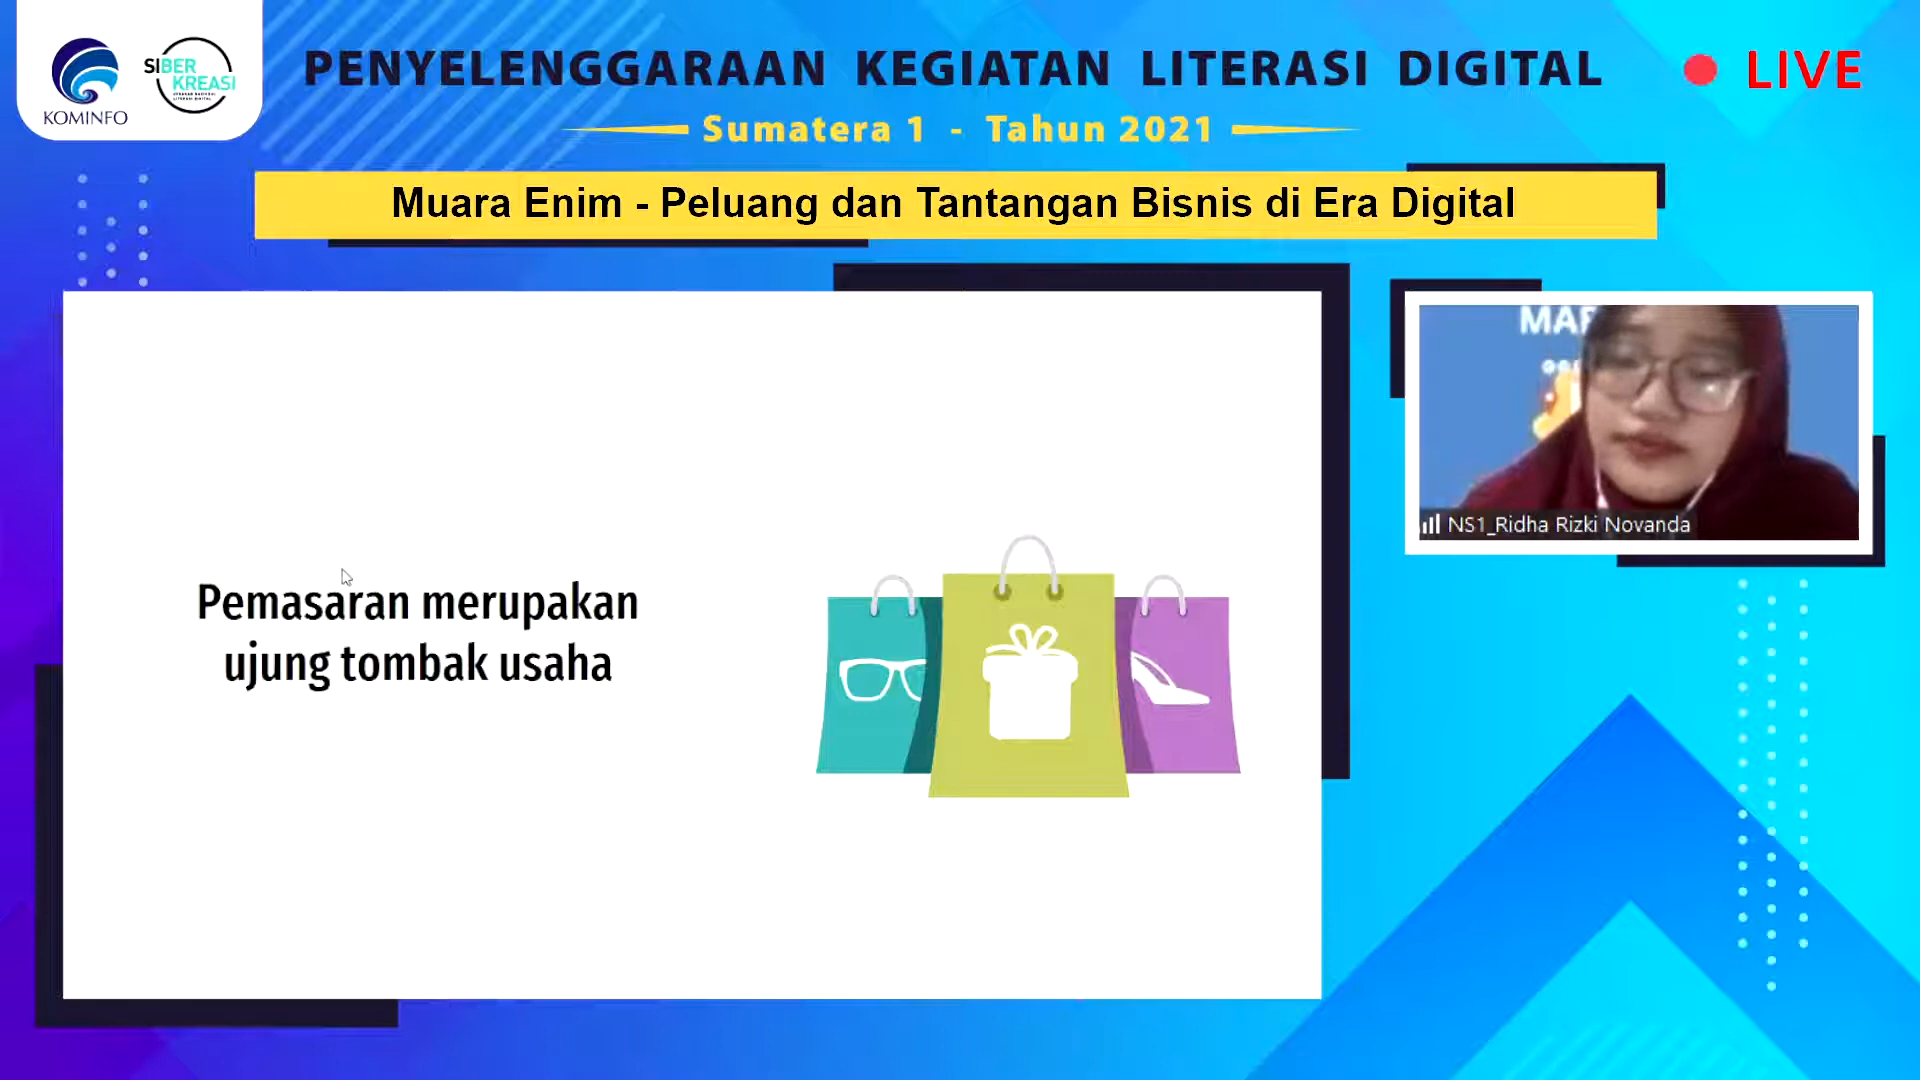 KOMINFO
SIBER
KREASI
PENYELENGGARAAN KEGIATAN LITERASI DIGITAL
LIVE
Sumatera 1 - Tahun 2021
Muara Enim - Peluang dan Tantangan Bisnis di Era Digital
Pemasaran merupakan
ujung tombak usaha
NS1_Ridha Rizki Novanda